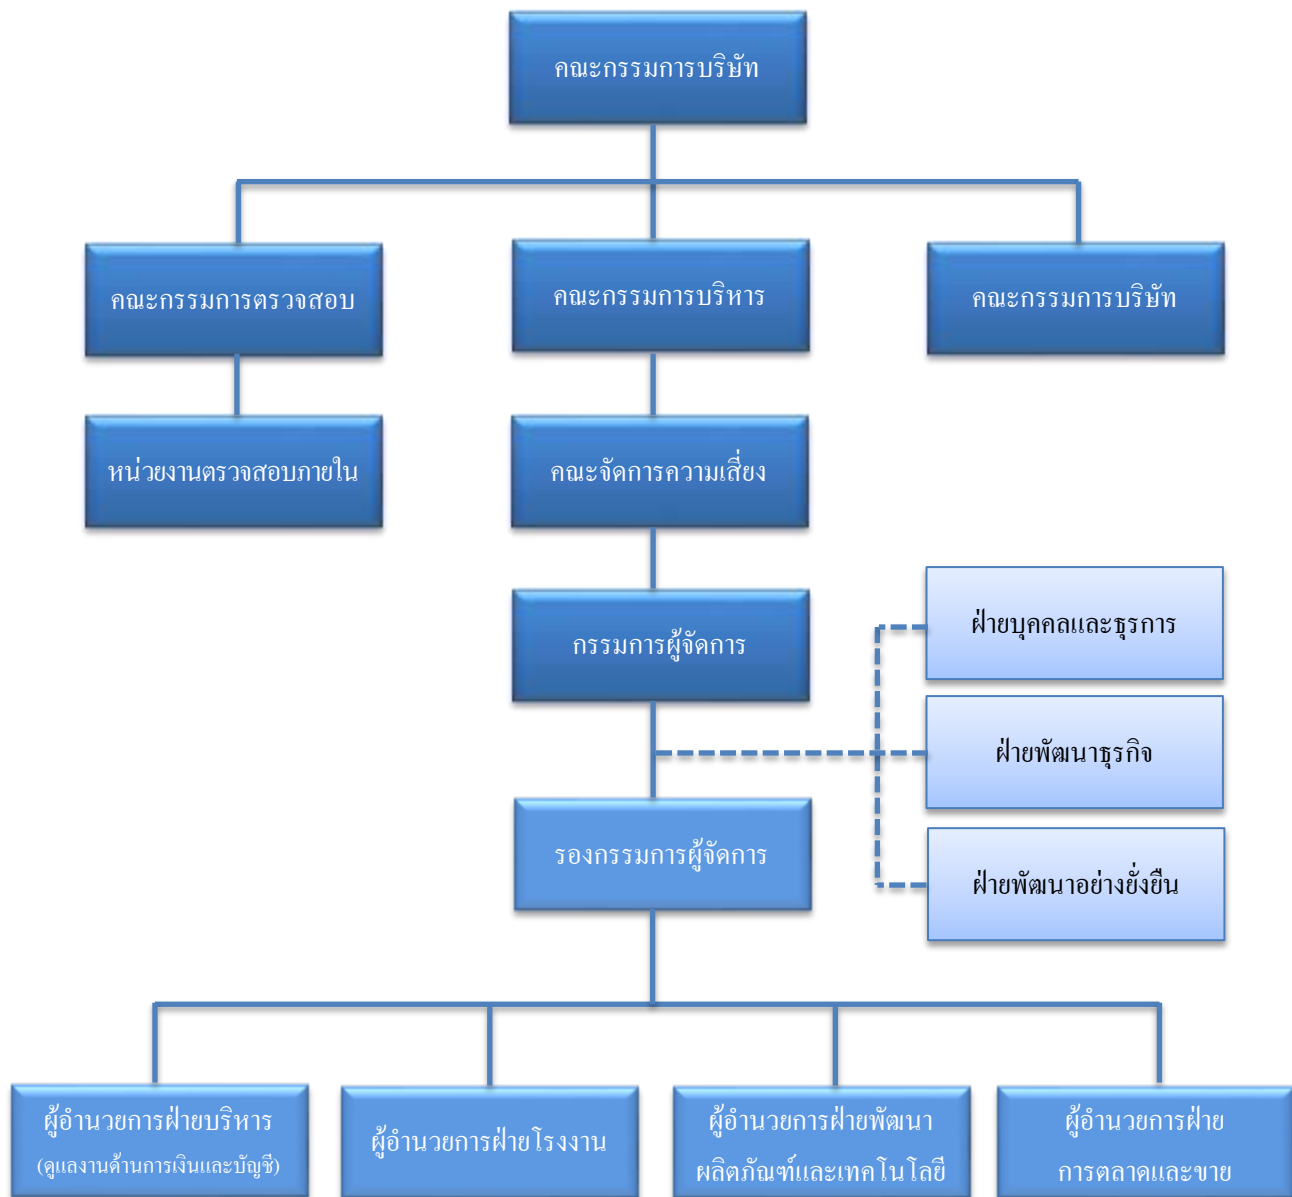 คณะกรรมการบริษัท
คณะกรรมการตรวจสอบ
คณะกรรมการบริหาร
คณะกรรมการบริษัท
หน่วยงานตรวจสอบภายใน
คณะจัดการความเสี่ยง
กรรมการผู้จัดการ
ฝ่ายบุคคลและธุรการ
ฝ่ายพัฒนาธุรกิจ
รองกรรมการผู้จัดการ
ฝ่ายพัฒนาอย่างยั่งยืน
ผู้อำนวยการฝ่ายบริหาร
(ดูแลงานด้านการเงินและบัญชี)
ผู้อำนวยการฝ่ายโรงงาน
ผู้อำนวยการฝ่ายพัฒนา
ผลิตภัณฑ์และเทคโนโลยี
ผู้อำนวยการฝ่าย
การตลาดและขาย